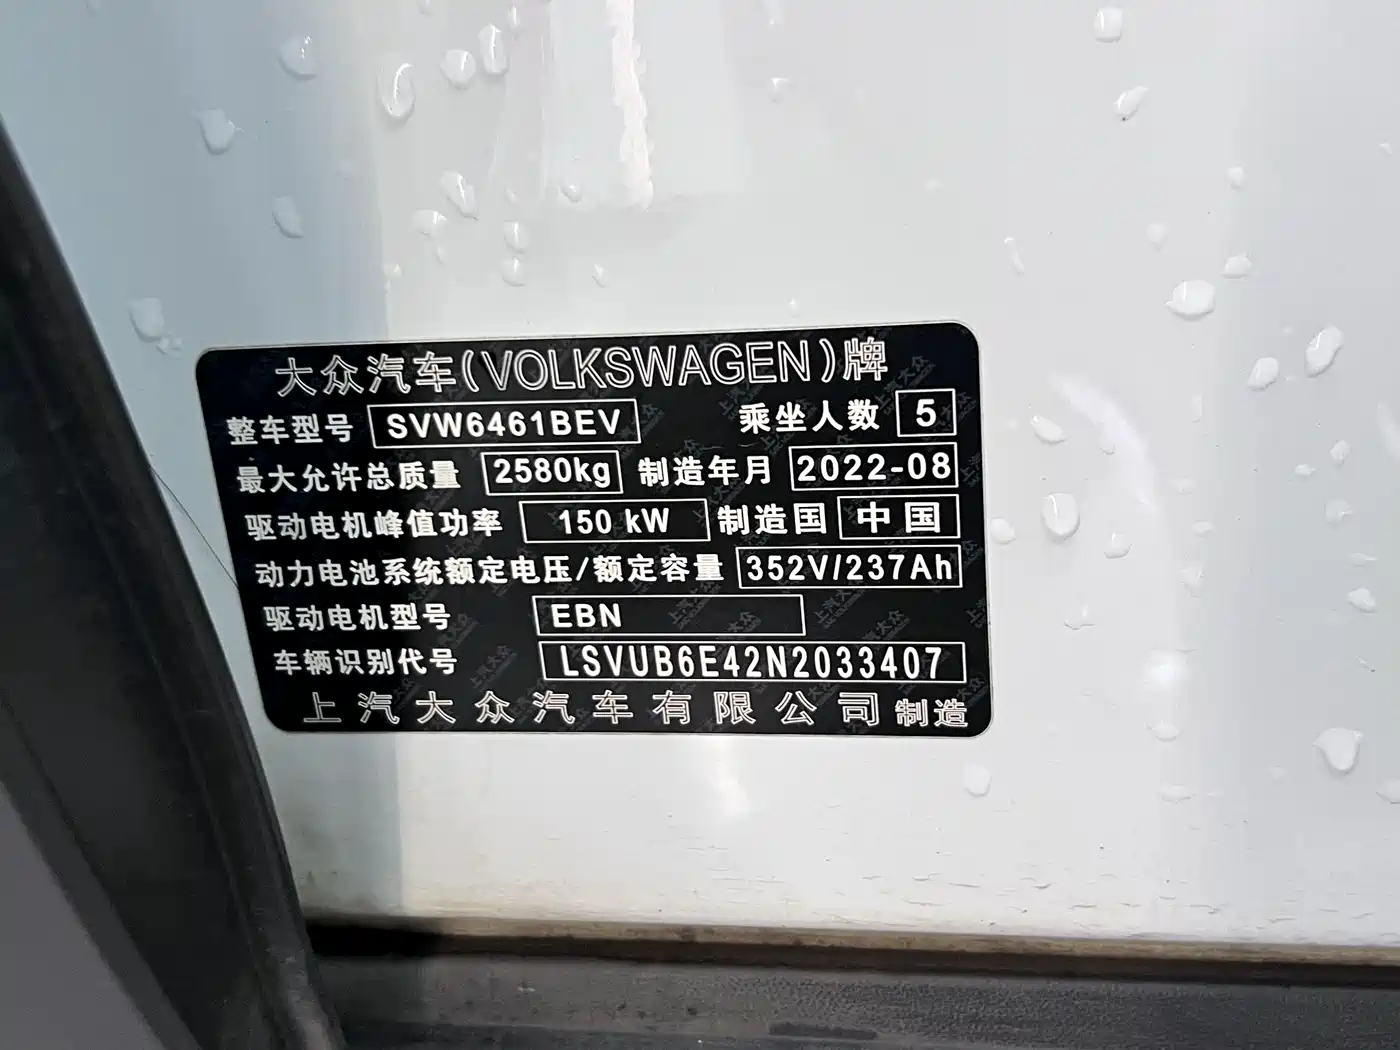 大众汽车(VOLKSWAGEN)牌
整车型号 SVW6461BEV 乘坐人数 5
最大允许总质量 2580kg 制造年月 2022-08
驱动电机峰值功率 150 kW 制造国 中国
动力电池系统额定电压/额定容量 352V/237Ah
驱动电机型号 EBN
车辆识别代号 LSVUB6E42N2033407
上汽大众汽车有限公司 制造